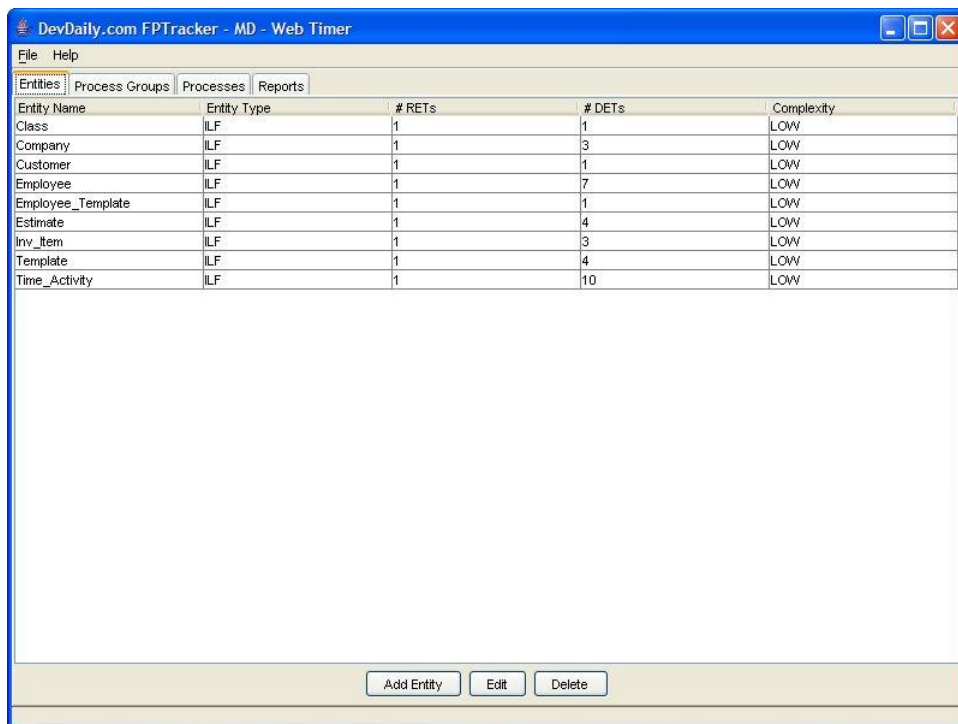 DevDaily.com FPTracker - MD - Web Timer
File Help
Entities Process Groups Processes Reports
Entity Name Entity Type # RETs # DETs Complexity
Class ILF 1 1 LOW
Company ILF 1 3 LOW
Customer ILF 1 1 LOW
Employee ILF 1 7 LOW
Employee_Template ILF 1 1 LOW
Estimate ILF 1 4 LOW
Inv_Item ILF 1 3 LOW
Template ILF 1 4 LOW
Time_Activity ILF 1 10 LOW
Add Entity Edit Delete